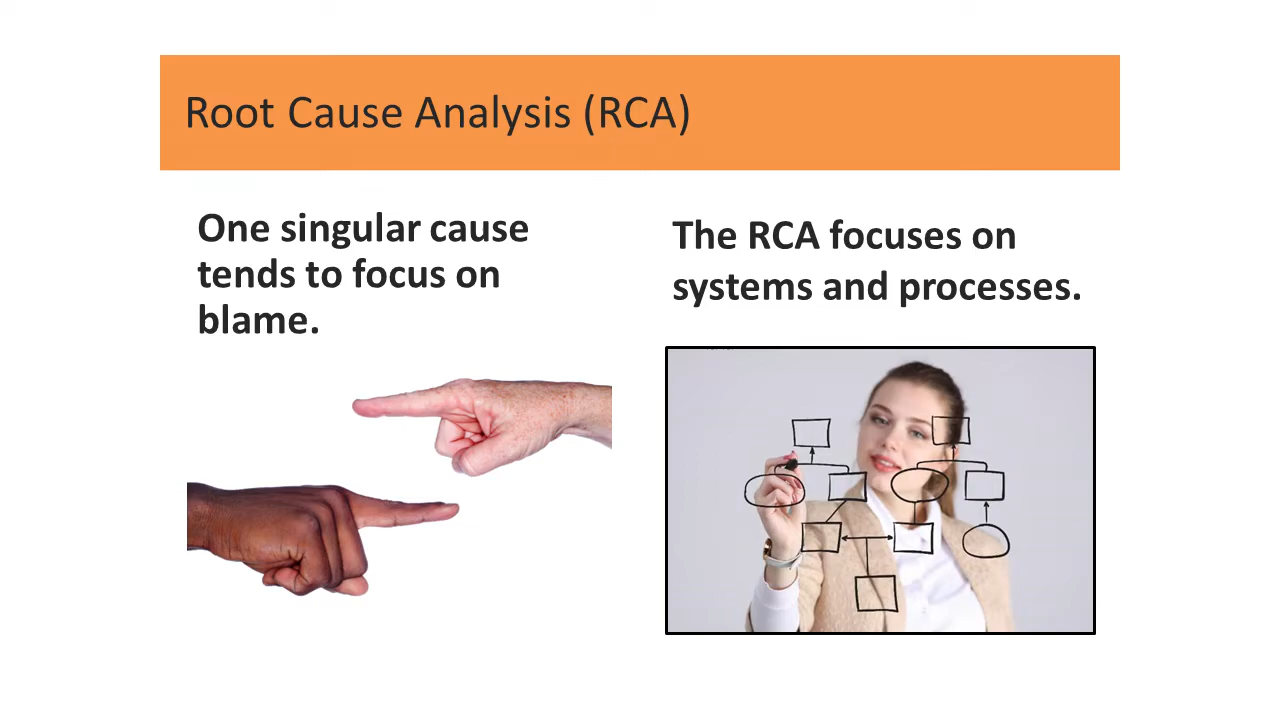 Root Cause Analysis (RCA)
One singular cause
tends to focus on
blame.
The RCA focuses on
systems and processes.